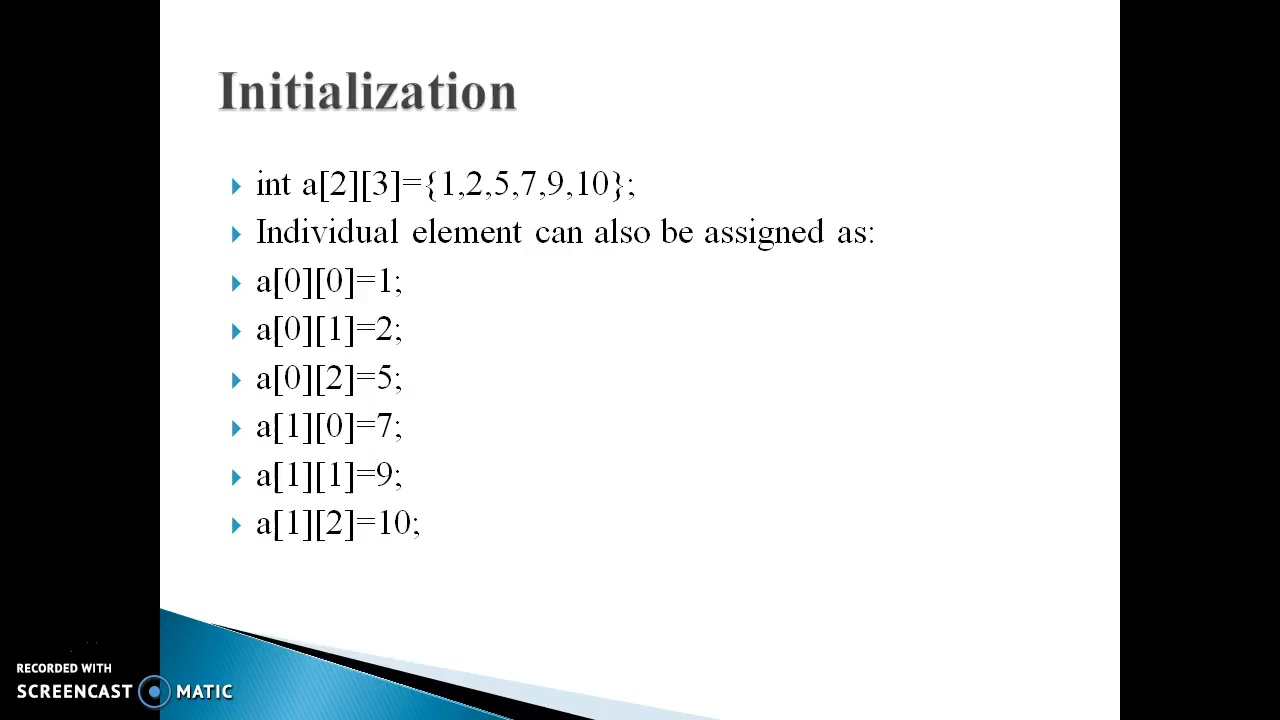 Initialization
int a[2][3]={1,2,5,7,9,10};
Individual element can also be assigned as:
a[0][0]=1;
a[0][1]=2;
a[0][2]=5;
a[1][0]=7;
a[1][1]=9;
a[1][2]=10;
RECORDED WITH
SCREENCAST MATIC